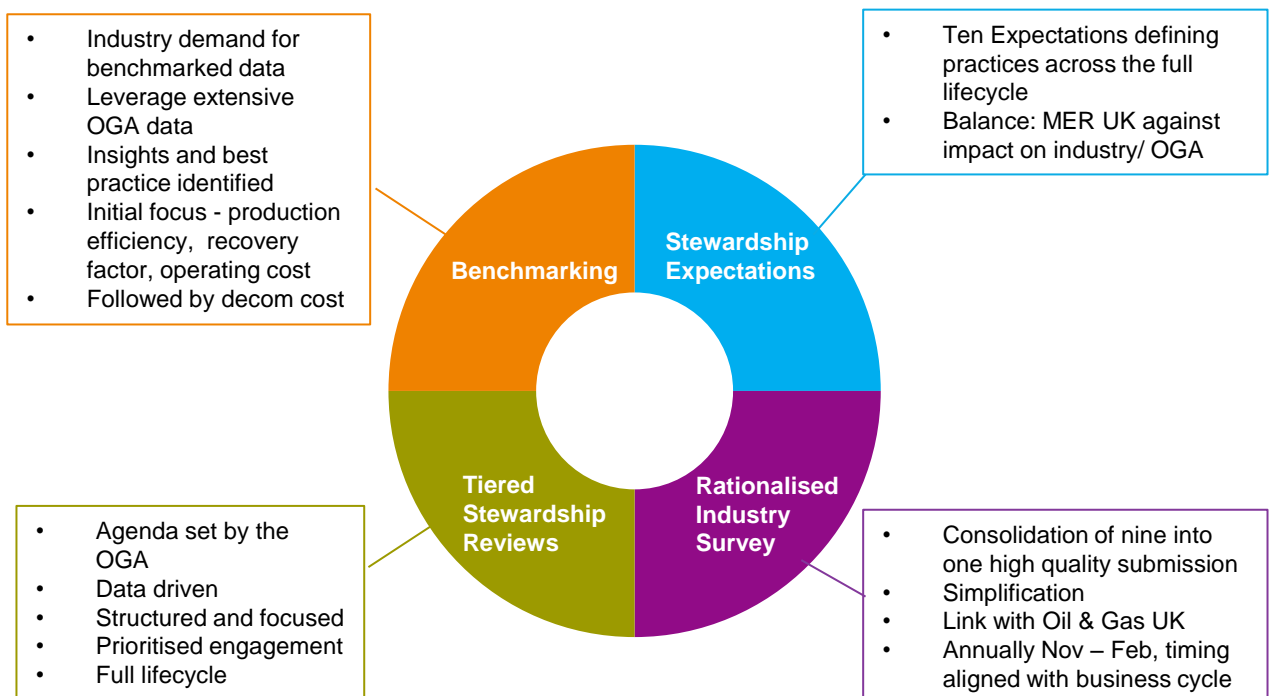 • Industry demand for
benchmarked data
• Leverage extensive
OGA data
• Insights and best
practice identified
• Initial focus - production
efficiency, recovery
factor, operating cost
• Followed by decom cost
• Ten Expectations defining
practices across the full
lifecycle
• Balance: MER UK against
impact on industry/ OGA
Benchmarking
Stewardship
Expectations
Tiered
Stewardship
Reviews
Rationalised
Industry
Survey
• Agenda set by the
OGA
• Data driven
• Structured and focused
• Prioritised engagement
• Full lifecycle
• Consolidation of nine into
one high quality submission
• Simplification
• Link with Oil & Gas UK
• Annually Nov – Feb, timing
aligned with business cycle